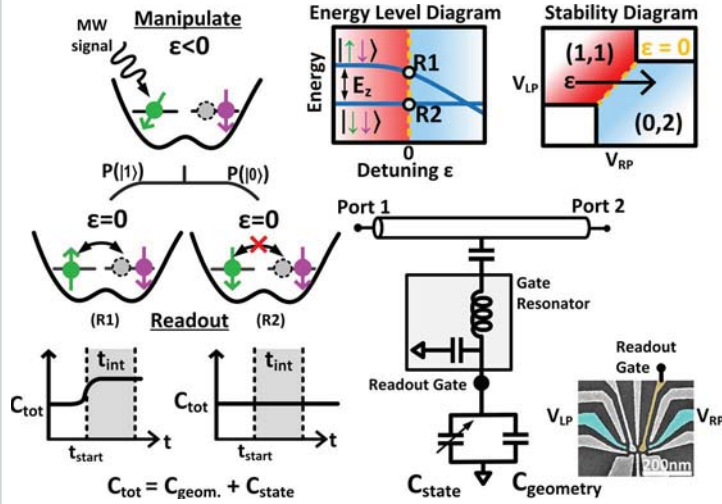 MW
signal
Manipulate
ε<0
P(|1⟩)
P(|0⟩)
ε=0
ε=0
(R1)
Readout
(R2)
t_int
C_tot
t_start
t
t_int
C_tot
t_start
t
C_tot = C_geom. + C_state
Energy Level Diagram
Energy
|↑↓⟩
E_z
|↓↓⟩
R1
R2
0
Detuning ε
Stability Diagram
V_LP
(1,1)
ε = 0
ε
(0,2)
V_RP
Port 1
Port 2
Gate
Resonator
Readout Gate
C_state
C_geometry
Readout
Gate
V_LP
V_RP
200nm